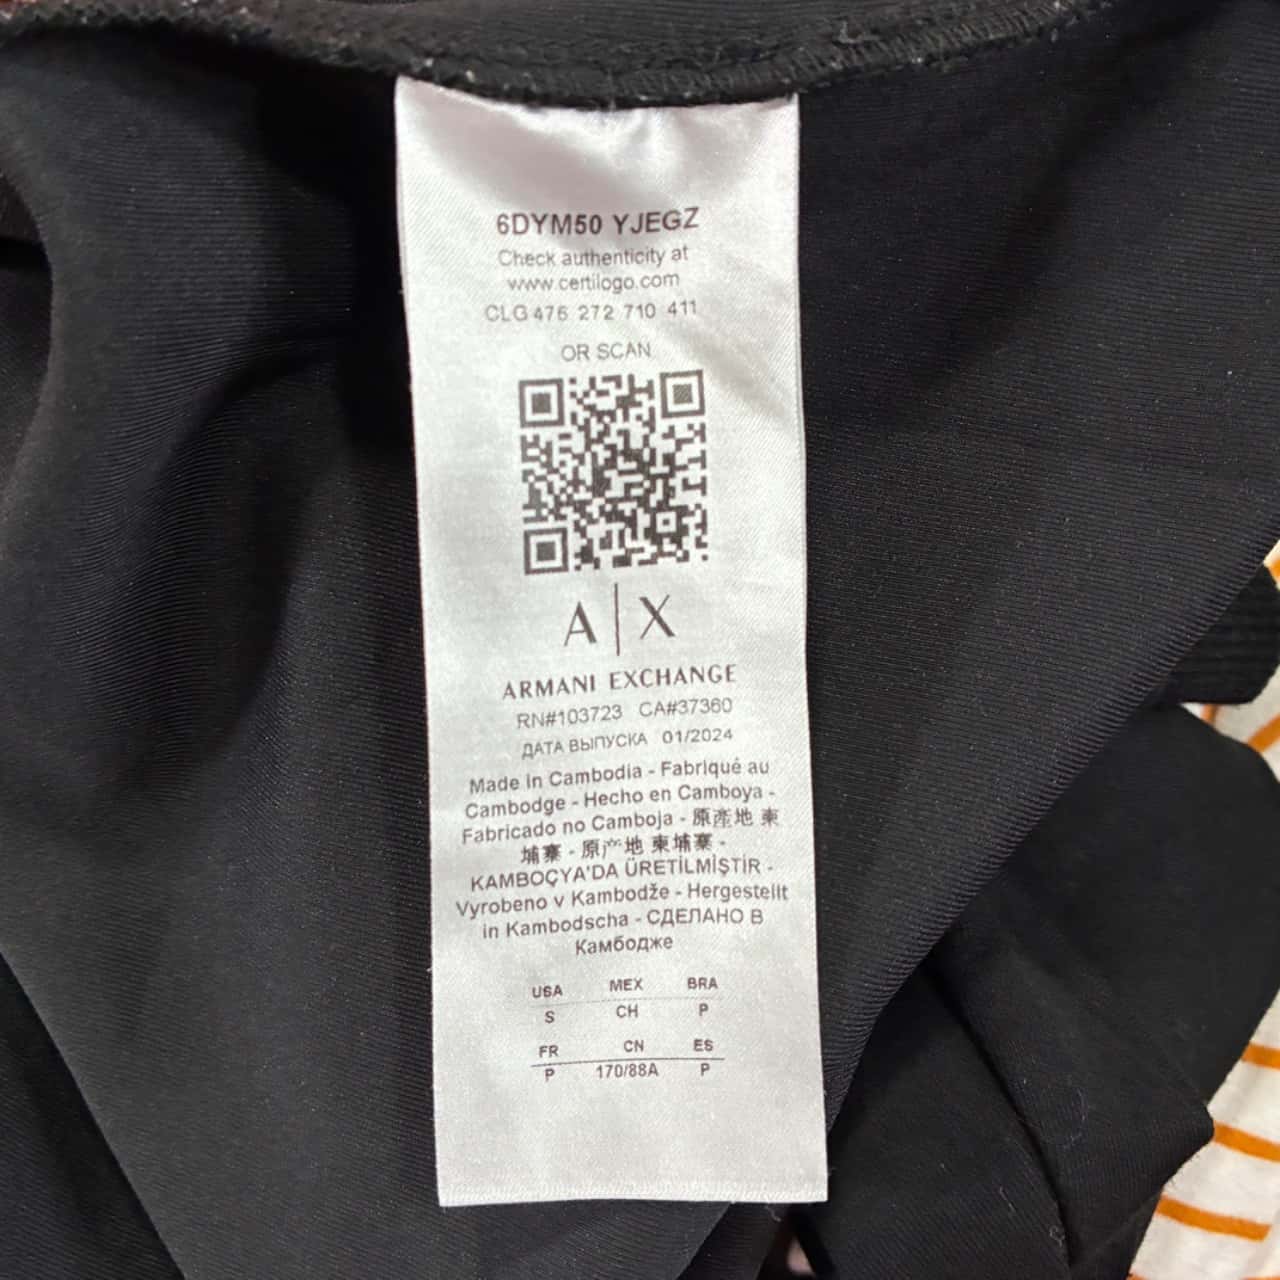 6DYM50 YJEGZ
Check authenticity at
www.certilogo.com
CLG 476 272 710 411
OR SCAN
A|X
ARMANI EXCHANGE
RN#103723 CA#37360
ДАТА ВЫПУСКА 01/2024
Made in Cambodia - Fabriqué au
Cambodge - Hecho en Camboya -
Fabricado no Camboja - 原產地 柬
埔寨 - 原产地 柬埔寨 -
KAMBOÇYA'DA ÜRETİLMİŞTİR -
Vyrobeno v Kambodže - Hergestellt
in Kambodscha - СДЕЛАНО В
Камбодже
USA MEX BRA
S CH P
FR CN ES
P 170/88A P